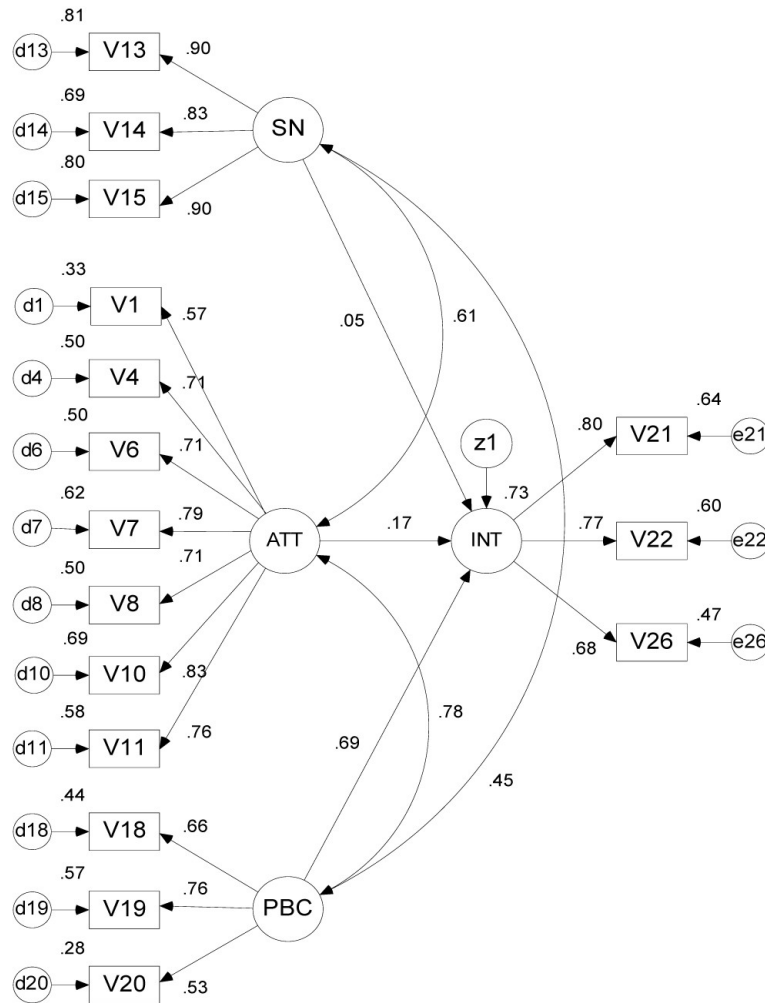 .81
d13 V13 .90
.69
d14 V14 .83 SN
.80
d15 V15 .90
.33
d1 V1 .57
.05 .61
.50
d4 V4 .71
.50
d6 V6 .71
z1
.80 V21 .64 e21
.62
d7 V7 .79 ATT .17 INT .73
.77 V22 .60 e22
.50
d8 V8 .71
.68 V26 .47 e26
.69
d10 V10 .83
.58
d11 V11 .76
.69 .78 .45
.44
d18 V18 .66
.57
d19 V19 .76 PBC
.28
d20 V20 .53